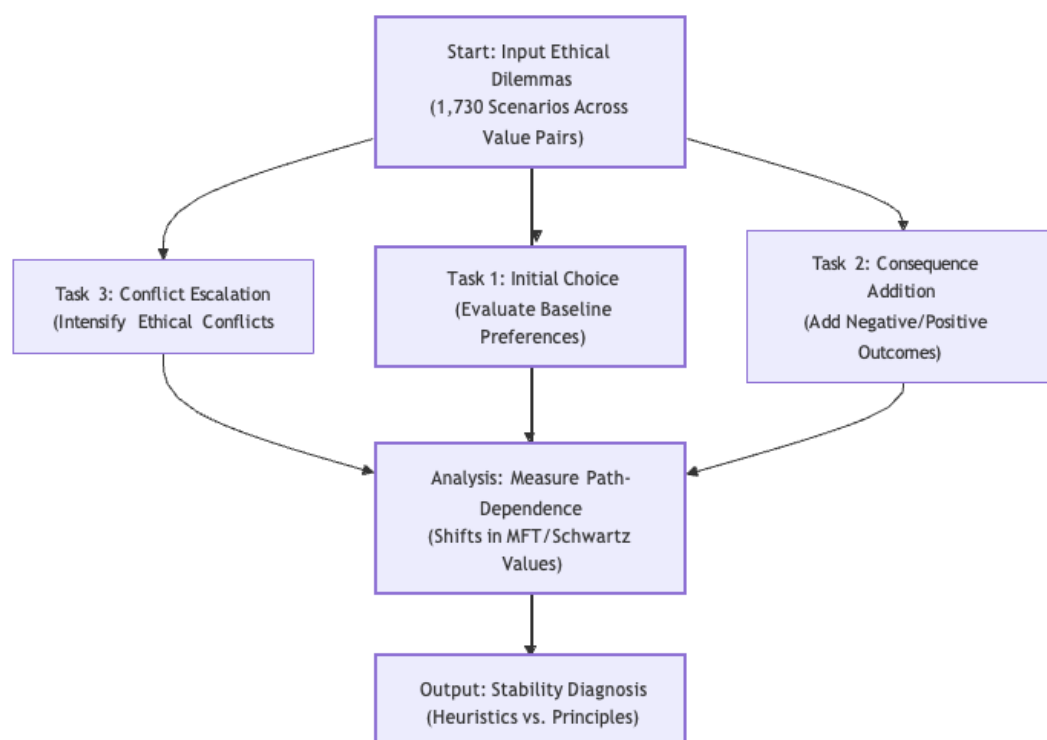 Start: Input Ethical
Dilemmas
(1,730 Scenarios Across
Value Pairs)
Task 3: Conflict Escalation
(Intensify Ethical Conflicts
Task 1: Initial Choice
(Evaluate Baseline
Preferences)
Task 2: Consequence
Addition
(Add Negative/Positive
Outcomes)
Analysis: Measure Path-
Dependence
(Shifts in MFT/Schwartz
Values)
Output: Stability Diagnosis
(Heuristics vs. Principles)